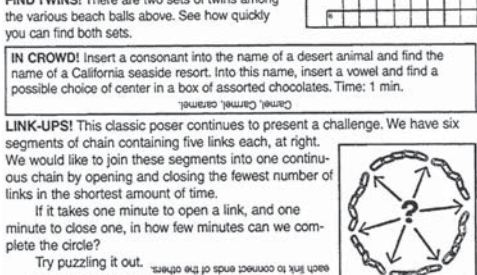 FIND TWINS! There are two sets of twins among
the various beach balls above. See how quickly
you can find both sets.
IN CROWD! Insert a consonant into the name of a desert animal and find the
name of a California seaside resort. Into this name, insert a vowel and find a
possible choice of center in a box of assorted chocolates. Time: 1 min.
Camel, Carmel, caramel.
LINK-UPS! This classic poser continues to present a challenge. We have six
segments of chain containing five links each, at right.
We would like to join these segments into one continu-
ous chain by opening and closing the fewest number of
links in the shortest amount of time.
If it takes one minute to open a link, and one
minute to close one, in how few minutes can we com-
plete the circle?
Try puzzling it out.
each link to connect open ends of the others.
?